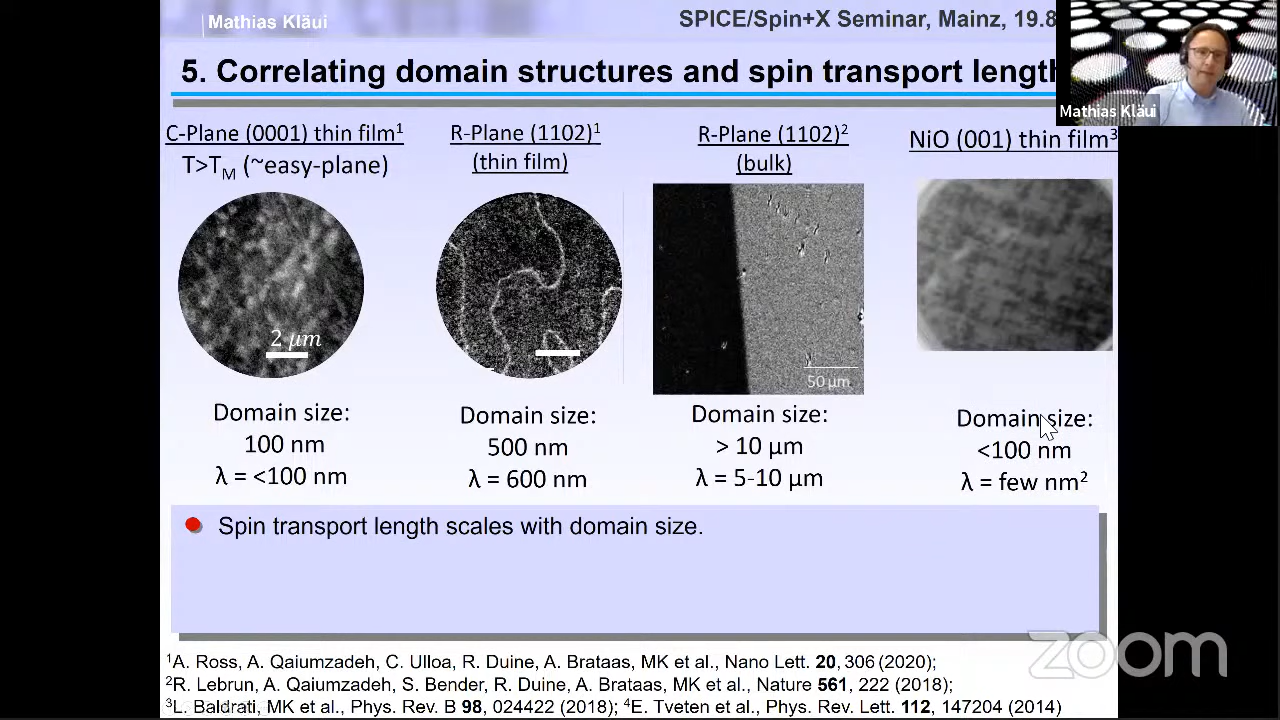 Mathias Kläui
SPICE/Spin+X Seminar, Mainz, 19.8
5. Correlating domain structures and spin transport length
Mathias Kläui
C-Plane (0001) thin film¹
T>T_M (~easy-plane)
R-Plane (1102)¹
(thin film)
R-Plane (1102)²
(bulk)
NiO (001) thin film³
2 μm
50 μm
Domain size:
100 nm
λ = <100 nm
Domain size:
500 nm
λ = 600 nm
Domain size:
> 10 μm
λ = 5-10 μm
Domain size:
<100 nm
λ = few nm²
Spin transport length scales with domain size.
¹A. Ross, A. Qaiumzadeh, C. Ulloa, R. Duine, A. Brataas, MK et al., Nano Lett. 20, 306 (2020);
²R. Lebrun, A. Qaiumzadeh, S. Bender, R. Duine, A. Brataas, MK et al., Nature 561, 222 (2018);
³L. Baldrati, MK et al., Phys. Rev. B 98, 024422 (2018); ⁴E. Tveten et al., Phys. Rev. Lett. 112, 147204 (2014)
zoom